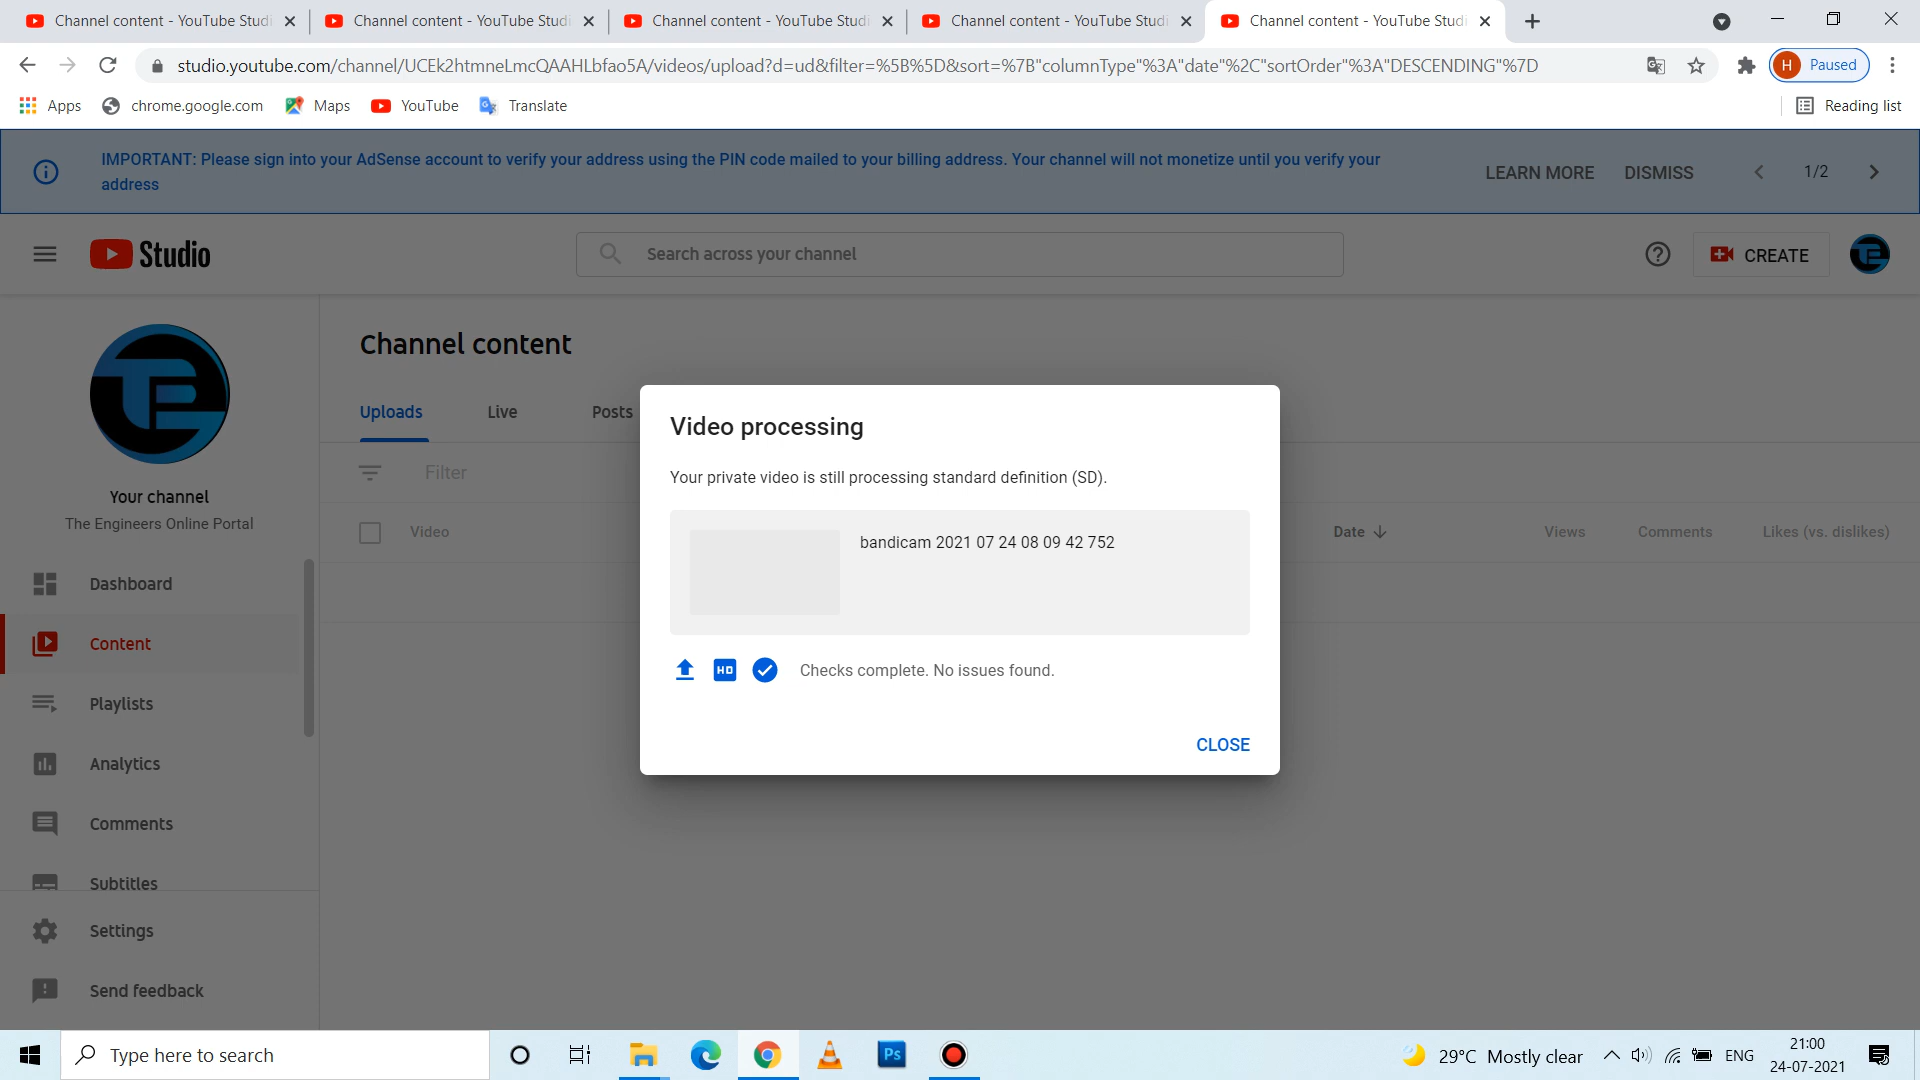 Channel content - YouTube Studi
Channel content - YouTube Studi
Channel content - YouTube Studi
Channel content - YouTube Studi
Channel content - YouTube Studi
studio.youtube.com/channel/UCEk2htmneLmcQAAHLbfao5A/videos/upload?d=ud&filter=%5B%5D&sort=%7B"columnType"%3A"date"%2C"sortOrder"%3A"DESCENDING"%7D
H Paused
Apps
chrome.google.com
Maps
YouTube
Translate
Reading list
IMPORTANT: Please sign into your AdSense account to verify your address using the PIN code mailed to your billing address. Your channel will not monetize until you verify your
address
LEARN MORE
DISMISS
1/2
Studio
Search across your channel
CREATE
Channel content
Uploads
Live
Posts
Filter
Your channel
The Engineers Online Portal
Video
Date
Views
Comments
Likes (vs. dislikes)
Dashboard
Content
Playlists
Analytics
Comments
Subtitles
Settings
Send feedback
Video processing
Your private video is still processing standard definition (SD).
bandicam 2021 07 24 08 09 42 752
HD
Checks complete. No issues found.
CLOSE
Type here to search
Ps
29°C Mostly clear
ENG
21:00
24-07-2021